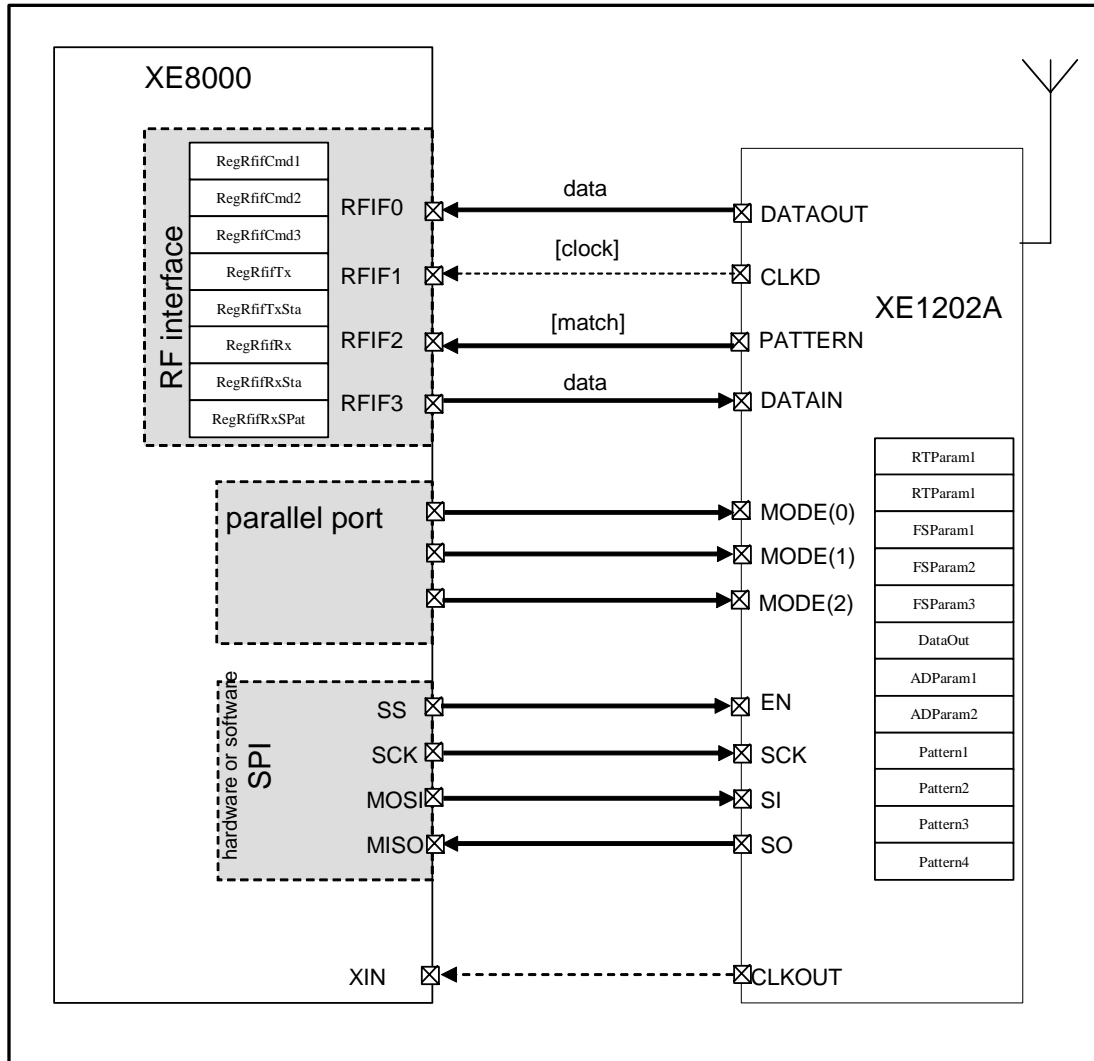 XE8000
RF interface
RegRfifCmd1
RegRfifCmd2
RegRfifCmd3
RegRfifTx
RegRfifTxSta
RegRfifRx
RegRfifRxSta
RegRfifRxSPat
RFIF0
RFIF1
RFIF2
RFIF3
data
[clock]
[match]
data
DATAOUT
CLKD
PATTERN
DATAIN
XE1202A
parallel port
MODE(0)
MODE(1)
MODE(2)
hardware or software
SPI
SS
SCK
MOSI
MISO
EN
SCK
SI
SO
RTParam1
RTParam1
FSParam1
FSParam2
FSParam3
DataOut
ADParam1
ADParam2
Pattern1
Pattern2
Pattern3
Pattern4
XIN
CLKOUT